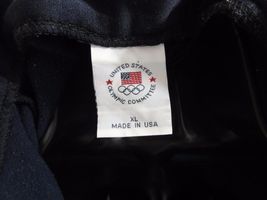 UNITED STATES
OLYMPIC COMMITTEE
XL
MADE IN USA